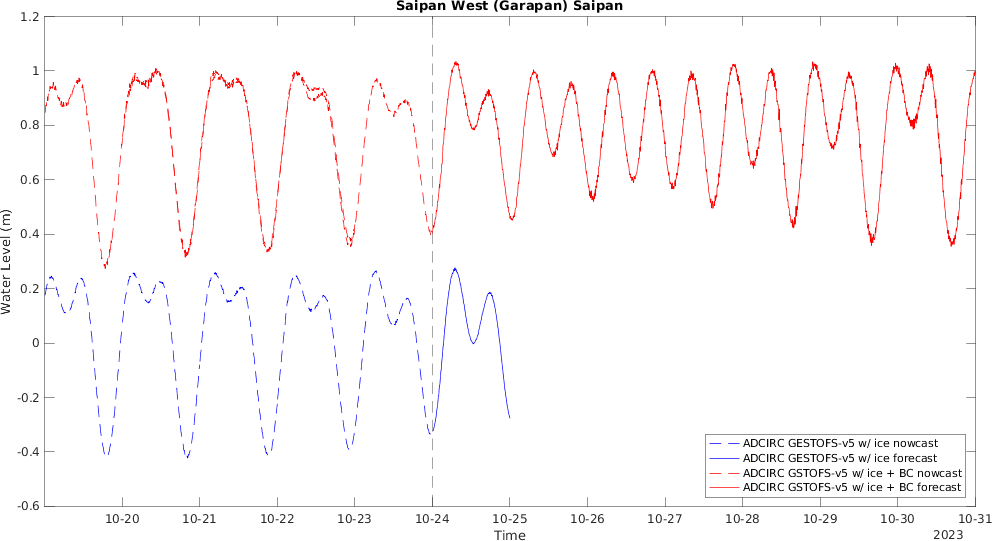 Saipan West (Garapan) Saipan
1.2
1
0.8
0.6
0.4
0.2
0
-0.2
-0.4
-0.6
Water Level (m)
ADCIRC GESTOFS-v5 w/ ice nowcast
ADCIRC GESTOFS-v5 w/ ice forecast
ADCIRC GSTOFS-v5 w/ ice + BC nowcast
ADCIRC GSTOFS-v5 w/ ice + BC forecast
10-20 10-21 10-22 10-23 10-24 10-25 10-26 10-27 10-28 10-29 10-30 10-31
Time
2023